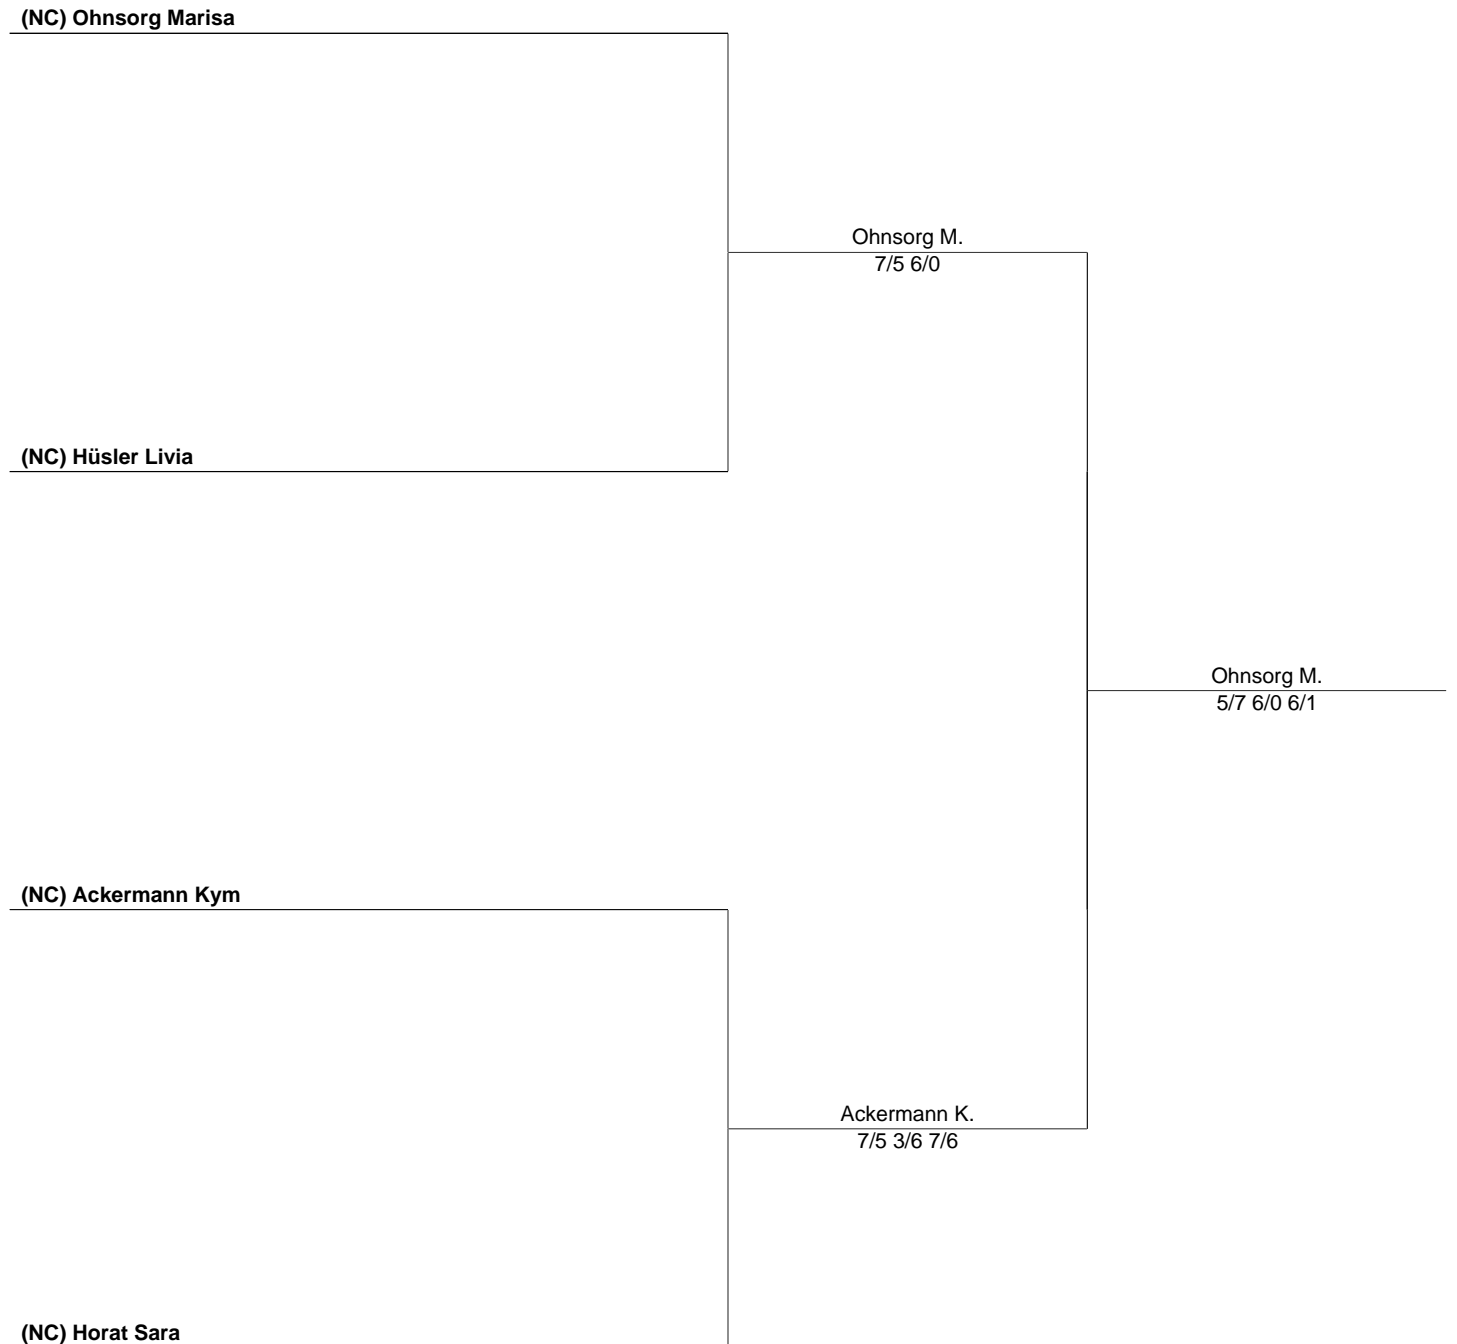 (NC) Ohnsorg Marisa
Ohnsorg M.
7/5 6/0
(NC) Hüsler Livia
Ohnsorg M.
5/7 6/0 6/1
(NC) Ackermann Kym
Ackermann K.
7/5 3/6 7/6
(NC) Horat Sara